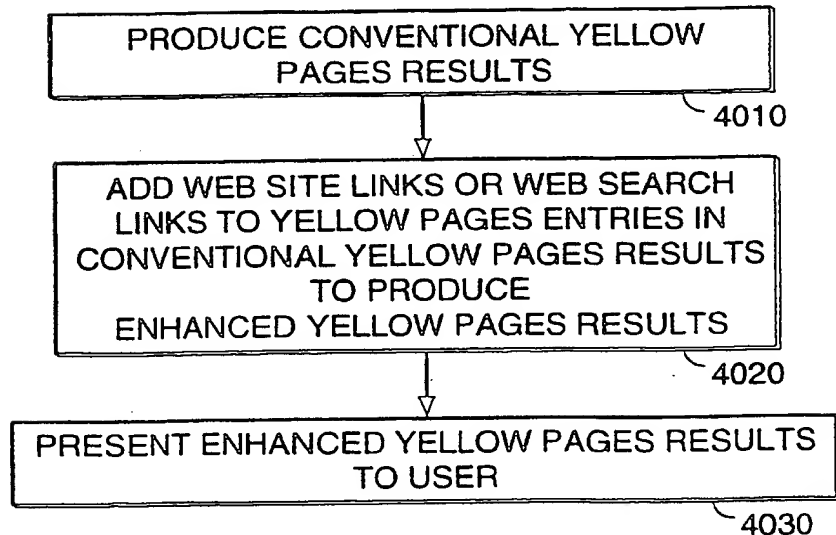 PRODUCE CONVENTIONAL YELLOW
PAGES RESULTS
4010
ADD WEB SITE LINKS OR WEB SEARCH
LINKS TO YELLOW PAGES ENTRIES IN
CONVENTIONAL YELLOW PAGES RESULTS
TO PRODUCE
ENHANCED YELLOW PAGES RESULTS
4020
PRESENT ENHANCED YELLOW PAGES RESULTS
TO USER
4030